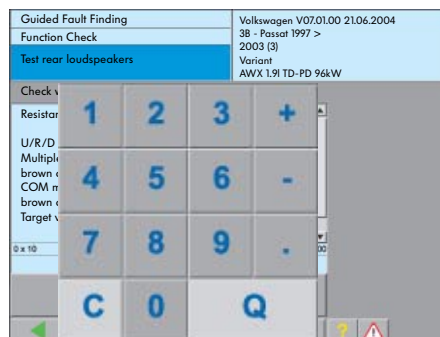 Guided Fault Finding
Function Check
Test rear loudspeakers
Volkswagen V07.01.00 21.06.2004
3B - Passat 1997 >
2003 (3)
Variant
AWX 1.9l TD-PD 96kW
Check
U/R/D
brown
COM
brown
Target
0 x 10
00
1 2 3 +
4 5 6 -
7 8 9 .
C 0 Q
?